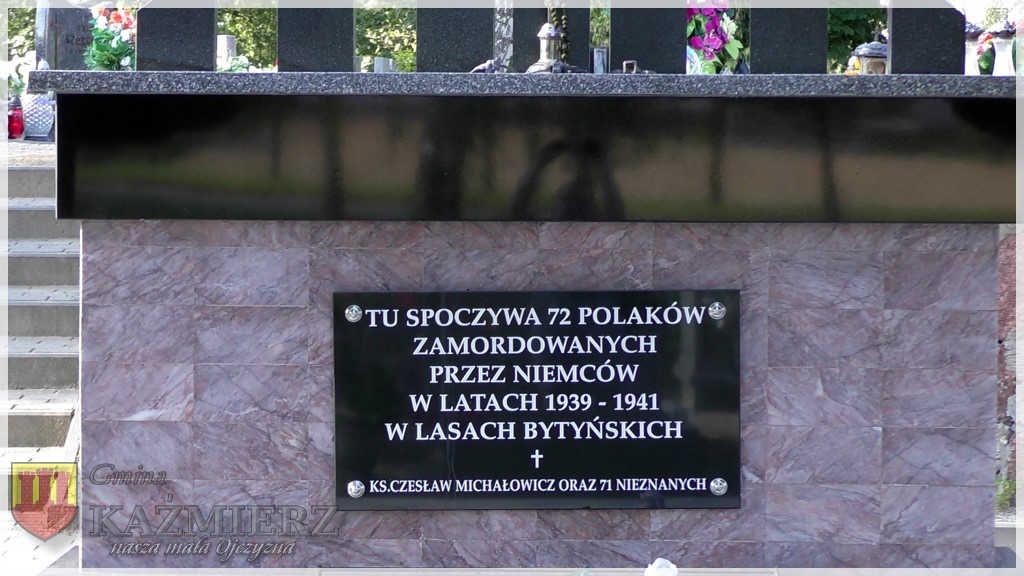 TU SPOCZYWA 72 POLAKÓW
ZAMORDOWANYCH
PRZEZ NIEMCÓW
W LATACH 1939 - 1941
W LASACH BYTYŃSKICH
KS.CZESŁAW MICHAŁOWICZ ORAZ 71 NIEZNANYCH
Gmina
KAŹMIERZ
nasza mała Ojczyzna